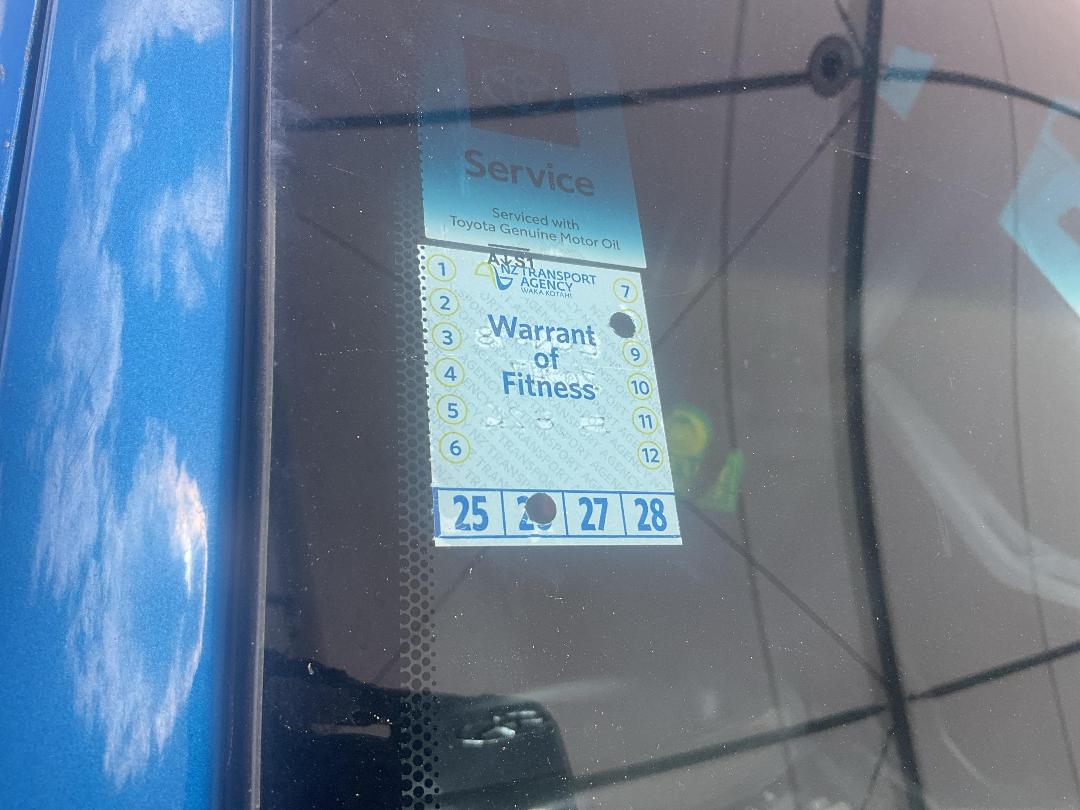 Service
Serviced with
Toyota Genuine Motor Oil
NZ TRANSPORT
AGENCY
WAKA KOTAHI
1
2
3
4
5
6
7
9
10
11
12
Warrant
of
Fitness
25 27 28